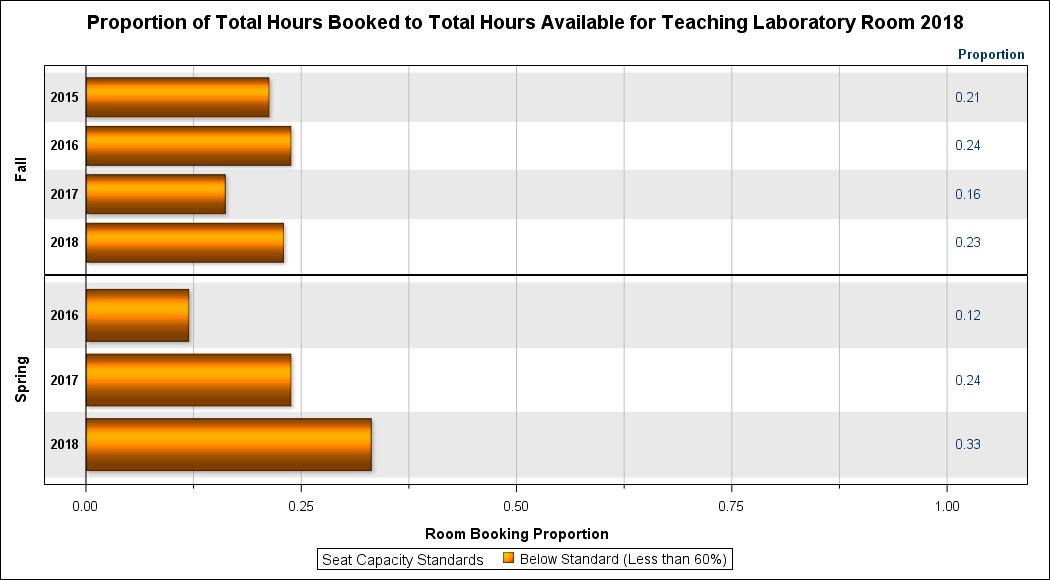 Proportion of Total Hours Booked to Total Hours Available for Teaching Laboratory Room 2018
Proportion
Fall
2015 0.21
2016 0.24
2017 0.16
2018 0.23
Spring
2016 0.12
2017 0.24
2018 0.33
0.00 0.25 0.50 0.75 1.00
Room Booking Proportion
Seat Capacity Standards Below Standard (Less than 60%)